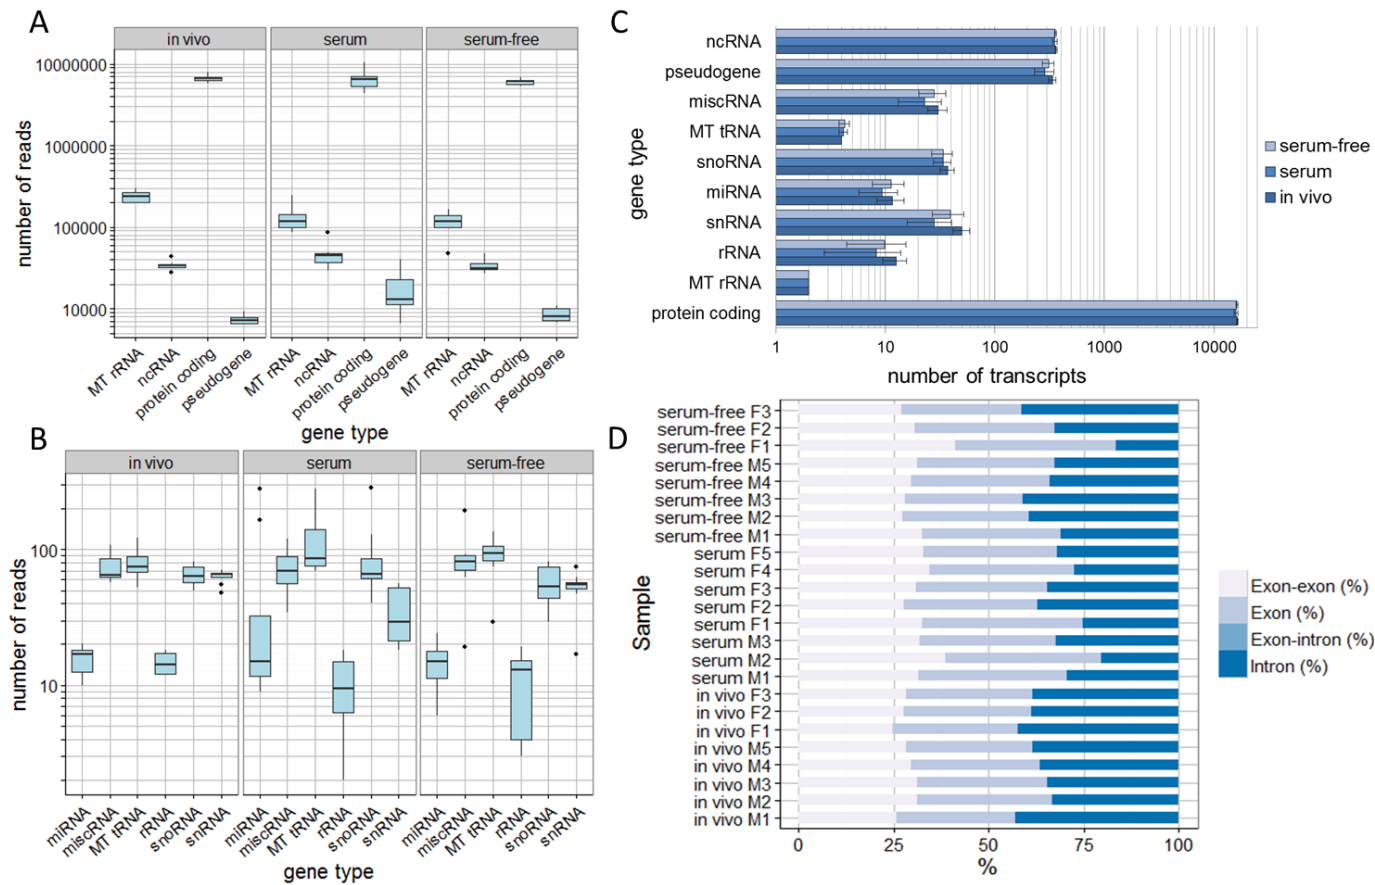 A
in vivo
serum
serum-free
10000000
1000000
100000
10000
number of reads
MT rRNA
ncRNA
protein coding
pseudogene
MT rRNA
ncRNA
protein coding
pseudogene
MT rRNA
ncRNA
protein coding
pseudogene
gene type
B
in vivo
serum
serum-free
100
10
number of reads
miRNA
miscRNA
MT tRNA
rRNA
snoRNA
snRNA
miRNA
miscRNA
MT tRNA
rRNA
snoRNA
snRNA
miRNA
miscRNA
MT tRNA
rRNA
snoRNA
snRNA
gene type
C
ncRNA
pseudogene
miscRNA
MT tRNA
snoRNA
miRNA
snRNA
rRNA
MT rRNA
protein coding
gene type
1
10
100
1000
10000
number of transcripts
serum-free
serum
in vivo
D
serum-free F3
serum-free F2
serum-free F1
serum-free M5
serum-free M4
serum-free M3
serum-free M2
serum-free M1
serum F5
serum F4
serum F3
serum F2
serum F1
serum M3
serum M2
serum M1
in vivo F3
in vivo F2
in vivo F1
in vivo M5
in vivo M4
in vivo M3
in vivo M2
in vivo M1
Sample
0
25
50
75
100
%
Exon-exon (%)
Exon (%)
Exon-intron (%)
Intron (%)